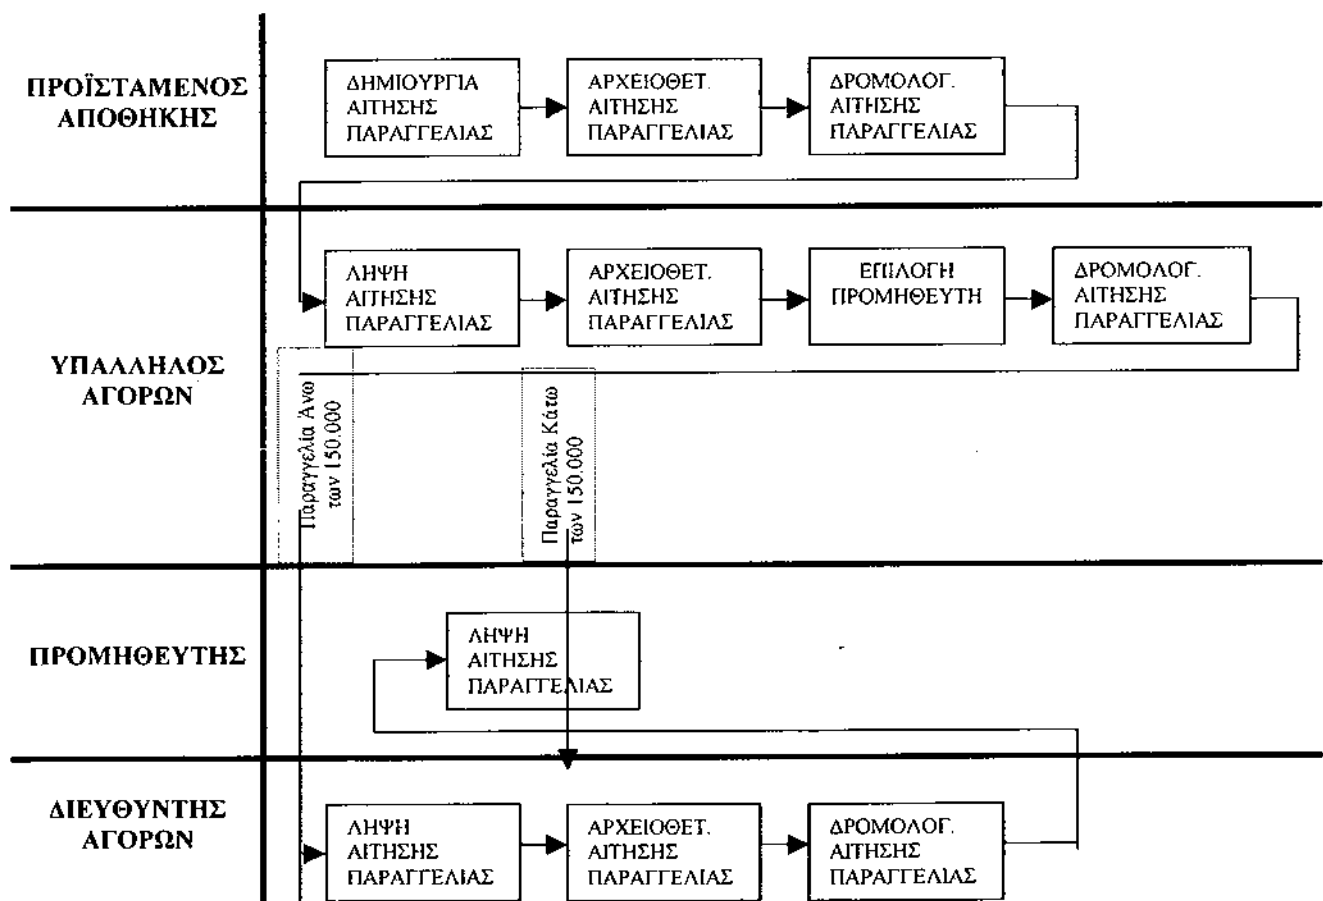 ΠΡΟΪΣΤΑΜΕΝΟΣ
ΑΠΟΘΗΚΗΣ
ΔΗΜΙΟΥΡΓΙΑ
ΑΙΤΗΣΗΣ
ΠΑΡΑΓΓΕΛΙΑΣ
ΑΡΧΕΙΟΘΕΤ.
ΑΙΤΗΣΗΣ
ΠΑΡΑΓΓΕΛΙΑΣ
ΔΡΟΜΟΛΟΓ.
ΑΙΤΗΣΗΣ
ΠΑΡΑΓΓΕΛΙΑΣ
ΥΠΑΛΛΗΛΟΣ
ΑΓΟΡΩΝ
ΛΗΨΗ
ΑΙΤΗΣΗΣ
ΠΑΡΑΓΓΕΛΙΑΣ
ΑΡΧΕΙΟΘΕΤ.
ΑΙΤΗΣΗΣ
ΠΑΡΑΓΓΕΛΙΑΣ
ΕΠΙΛΟΓΗ
ΠΡΟΜΗΘΕΥΤΗ
ΔΡΟΜΟΛΟΓ.
ΑΙΤΗΣΗΣ
ΠΑΡΑΓΓΕΛΙΑΣ
Παραγγελία Άνω
των 150.000
Παραγγελία Κάτω
των 150.000
ΠΡΟΜΗΘΕΥΤΗΣ
ΛΗΨΗ
ΑΙΤΗΣΗΣ
ΠΑΡΑΓΓΕΛΙΑΣ
ΔΙΕΥΘΥΝΤΗΣ
ΑΓΟΡΩΝ
ΛΗΨΗ
ΑΙΤΗΣΗΣ
ΠΑΡΑΓΓΕΛΙΑΣ
ΑΡΧΕΙΟΘΕΤ.
ΑΙΤΗΣΗΣ
ΠΑΡΑΓΓΕΛΙΑΣ
ΔΡΟΜΟΛΟΓ.
ΑΙΤΗΣΗΣ
ΠΑΡΑΓΓΕΛΙΑΣ